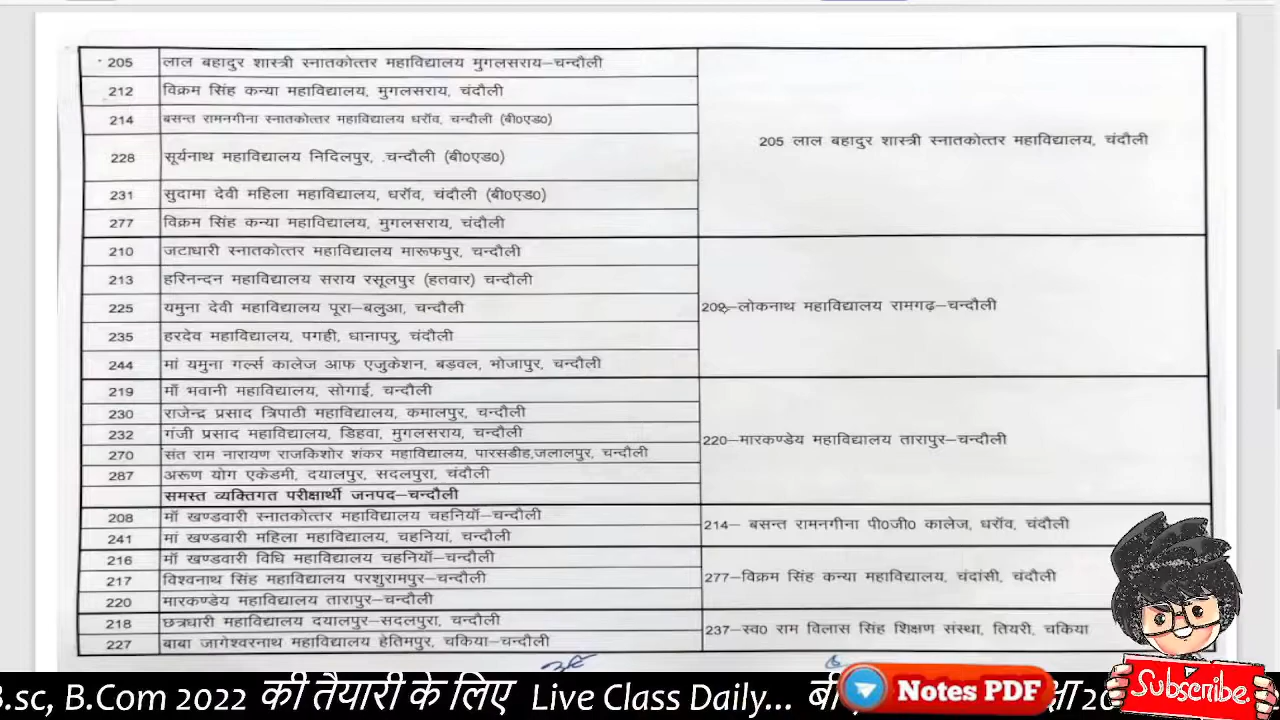 205 लाल बहादुर शास्त्री स्नातकोत्तर महाविद्यालय मुगलसराय–चन्दौली
212 विक्रम सिंह कन्या महाविद्यालय, मुगलसराय, चंदौली
214 बसन्त रामनगीना स्नातकोत्तर महाविद्यालय धरॉव, चन्दौली (बी०एड०)
205 लाल बहादुर शास्त्री स्नातकोत्तर महाविद्यालय, चंदौली
228 सूर्यनाथ महाविद्यालय निदिलपुर, .चन्दौली (बी०एड०)
231 सुदामा देवी महिला महाविद्यालय, धरॉव, चंदौली (बी०एड०)
277 विक्रम सिंह कन्या महाविद्यालय, मुगलसराय, चंदौली
210 जटाधारी स्नातकोत्तर महाविद्यालय मारूफपुर, चन्दौली
213 हरिनन्दन महाविद्यालय सराय रसूलपुर (हतवार) चन्दौली
225 यमुना देवी महाविद्यालय पूरा–बलुआ, चन्दौली
लोकनाथ महाविद्यालय रामगढ़–चन्दौली
235 हरदेव महाविद्यालय, पगही, धानापरु, चंदौली
244 मां यमुना गर्ल्स कालेज आफ एजुकेशन, बड़वल, भोजापुर, चन्दौली
219 मॉं भवानी महाविद्यालय, सोगाई, चन्दौली
230 राजेन्द्र प्रसाद त्रिपाठी महाविद्यालय, कमालपुर, चन्दौली
232 गंजी प्रसाद महाविद्यालय, डिहवा, मुगलसराय, चन्दौली
220–मारकण्डेय महाविद्यालय तारापुर–चन्दौली
270 संत राम नारायण राजकिशोर शंकर महाविद्यालय, पारसडीह,जलालपुर, चन्दौली
287 अरूण योग एकेडमी, दयालपुर, सदलपुरा, चंदौली
समस्त व्यक्तिगत परीक्षार्थी जनपद–चन्दौली
208 मॉ खण्डवारी स्नातकोत्तर महाविद्यालय चहनियॉ–चन्दौली
214– बसन्त रामनगीना पी०जी० कालेज, धरॉव, चंदौली
241 मां खण्डवारी महिला महाविद्यालय, चहनियां, चन्दौली
216 मॉ खण्डवारी विधि महाविद्यालय चहनियॉ–चन्दौली
217 विश्वनाथ सिंह महाविद्यालय परशुरामपुर–चन्दौली
277–विक्रम सिंह कन्या महाविद्यालय, चंदांसी, चंदौली
220 मारकण्डेय महाविद्यालय तारापुर–चन्दौली
218 छत्रधारी महाविद्यालय दयालपुर–सदलपुरा, चन्दौली
237–स्व० राम विलास सिंह शिक्षण संस्था, तियरी, चकिया
227 बाबा जागेश्वरनाथ महाविद्यालय हेतिमपुर, चकिया–चन्दौली
B.sc, B.Com 2022 की तैयारी के लिए Live Class Daily...
Notes PDF
Subscribe